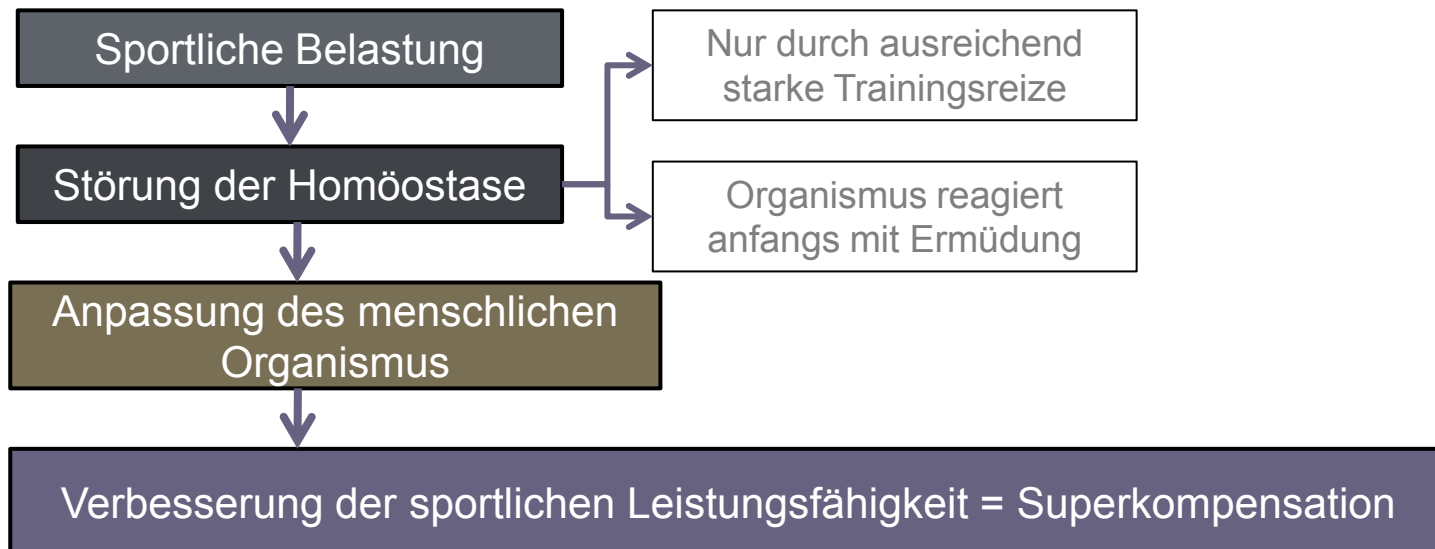 Sportliche Belastung
Nur durch ausreichend
starke Trainingsreize
Störung der Homöostase
Organismus reagiert
anfangs mit Ermüdung
Anpassung des menschlichen
Organismus
Verbesserung der sportlichen Leistungsfähigkeit = Superkompensation